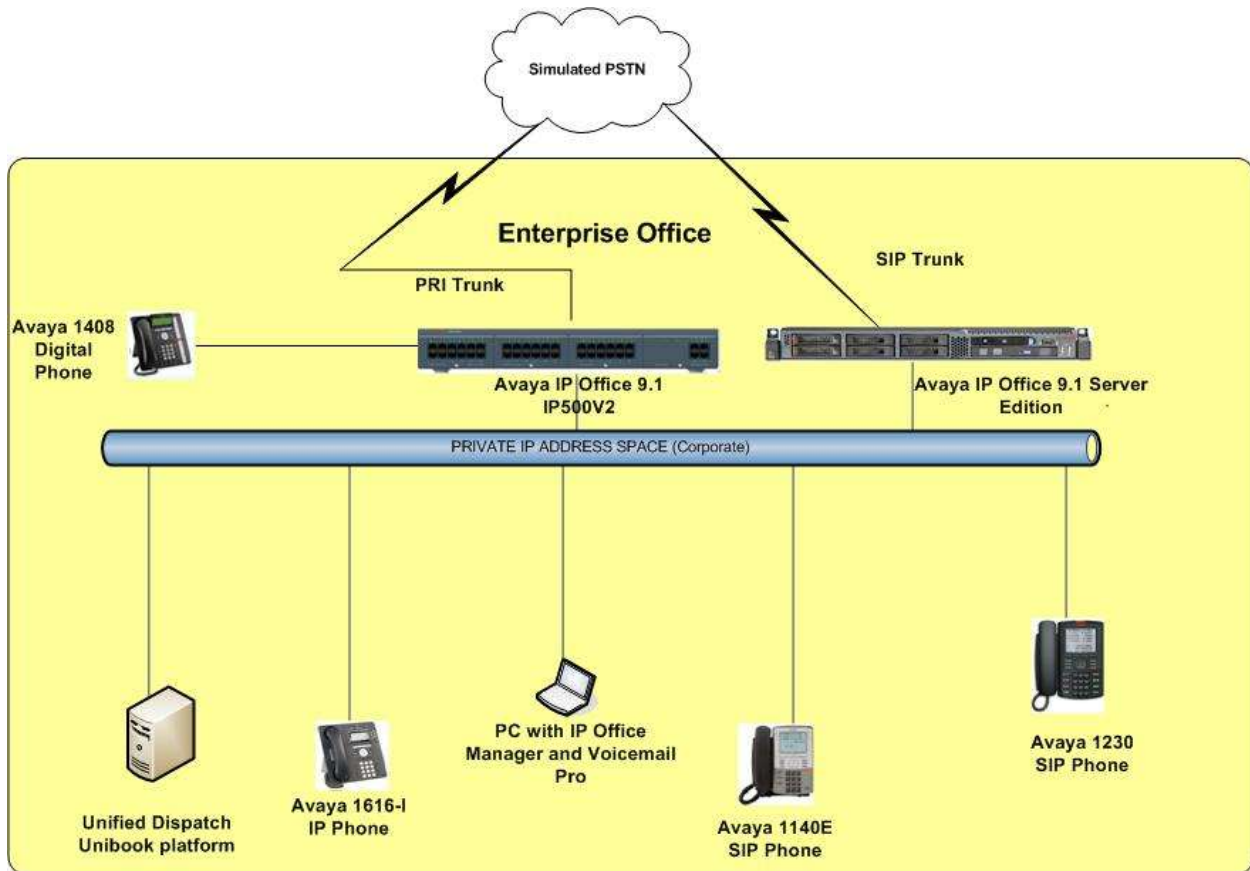 Simulated PSTN
Enterprise Office
SIP Trunk
PRI Trunk
Avaya 1408
Digital
Phone
Avaya IP Office 9.1
IP500V2
Avaya IP Office 9.1 Server
Edition
PRIVATE IP ADDRESS SPACE (Corporate)
Unified Dispatch
Unibook platform
Avaya 1616-I
IP Phone
PC with IP Office
Manager and Voicemail
Pro
Avaya 1140E
SIP Phone
Avaya 1230
SIP Phone